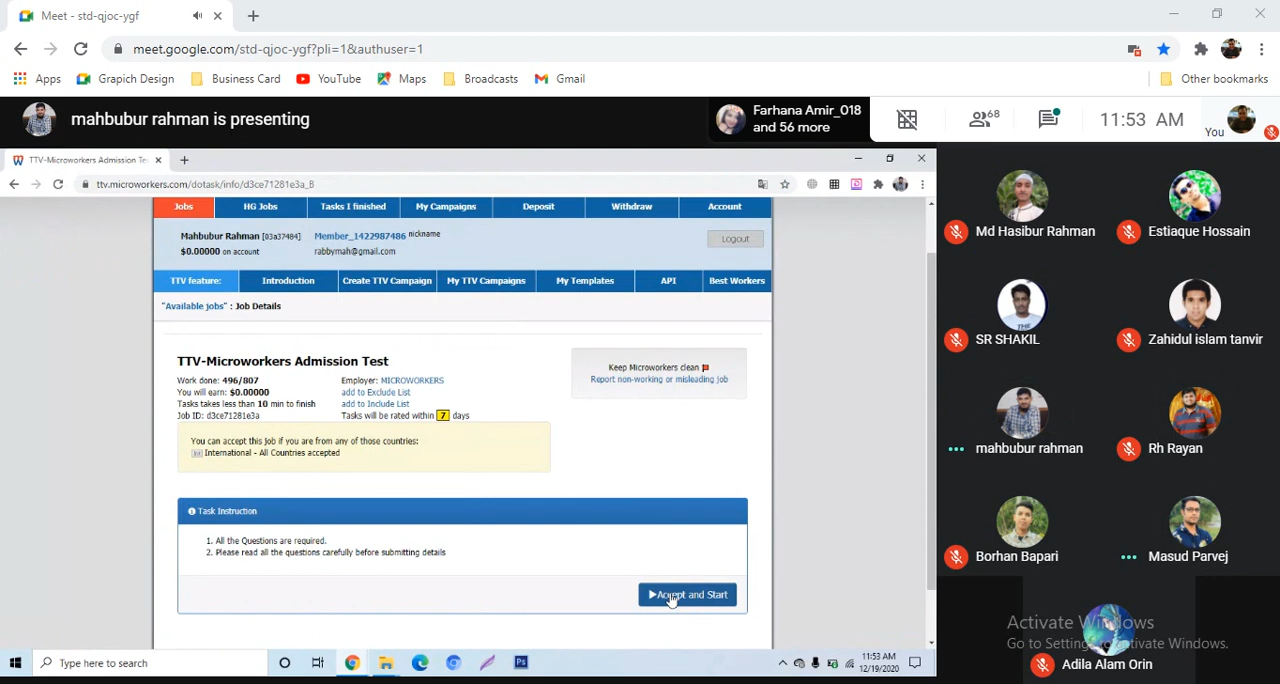 Meet - std-qjoc-ygf
meet.google.com/std-qjoc-ygf?pli=1&authuser=1
Apps
Grapich Design
Business Card
YouTube
Maps
Broadcasts
Gmail
Other bookmarks
mahbubur rahman is presenting
Farhana Amir_018
and 56 more
68
11:53 AM
You
TTV-Microworkers Admission Te
ttv.microworkers.com/dotask/info/d3ce71281e3a_B
Jobs
HG Jobs
Tasks I finished
My Campaigns
Deposit
Withdraw
Account
Mahbubur Rahman [03a37484]
Member_1422987486 nickname
$0.00000 on account
rabbymah@gmail.com
Logout
TTV feature:
Introduction
Create TTV Campaign
My TTV Campaigns
My Templates
API
Best Workers
"Available jobs" : Job Details
TTV-Microworkers Admission Test
Work done: 496/807
You will earn: $0.00000
Tasks takes less than 10 min to finish
Job ID: d3ce71281e3a
Employer: MICROWORKERS
add to Exclude List
add to Include List
Tasks will be rated within 7 days
Keep Microworkers clean
Report non-working or misleading job
You can accept this job if you are from any of those countries:
International - All Countries accepted
Task Instruction
1. All the Questions are required.
2. Please read all the questions carefully before submitting details
Accept and Start
Type here to search
Ps
11:53 AM
12/19/2020
Md Hasibur Rahman
Estiaque Hossain
SR SHAKIL
Zahidul islam tanvir
mahbubur rahman
Rh Rayan
Borhan Bapari
Masud Parvej
Activate Windows
Go to Settings to activate Windows.
Adila Alam Orin